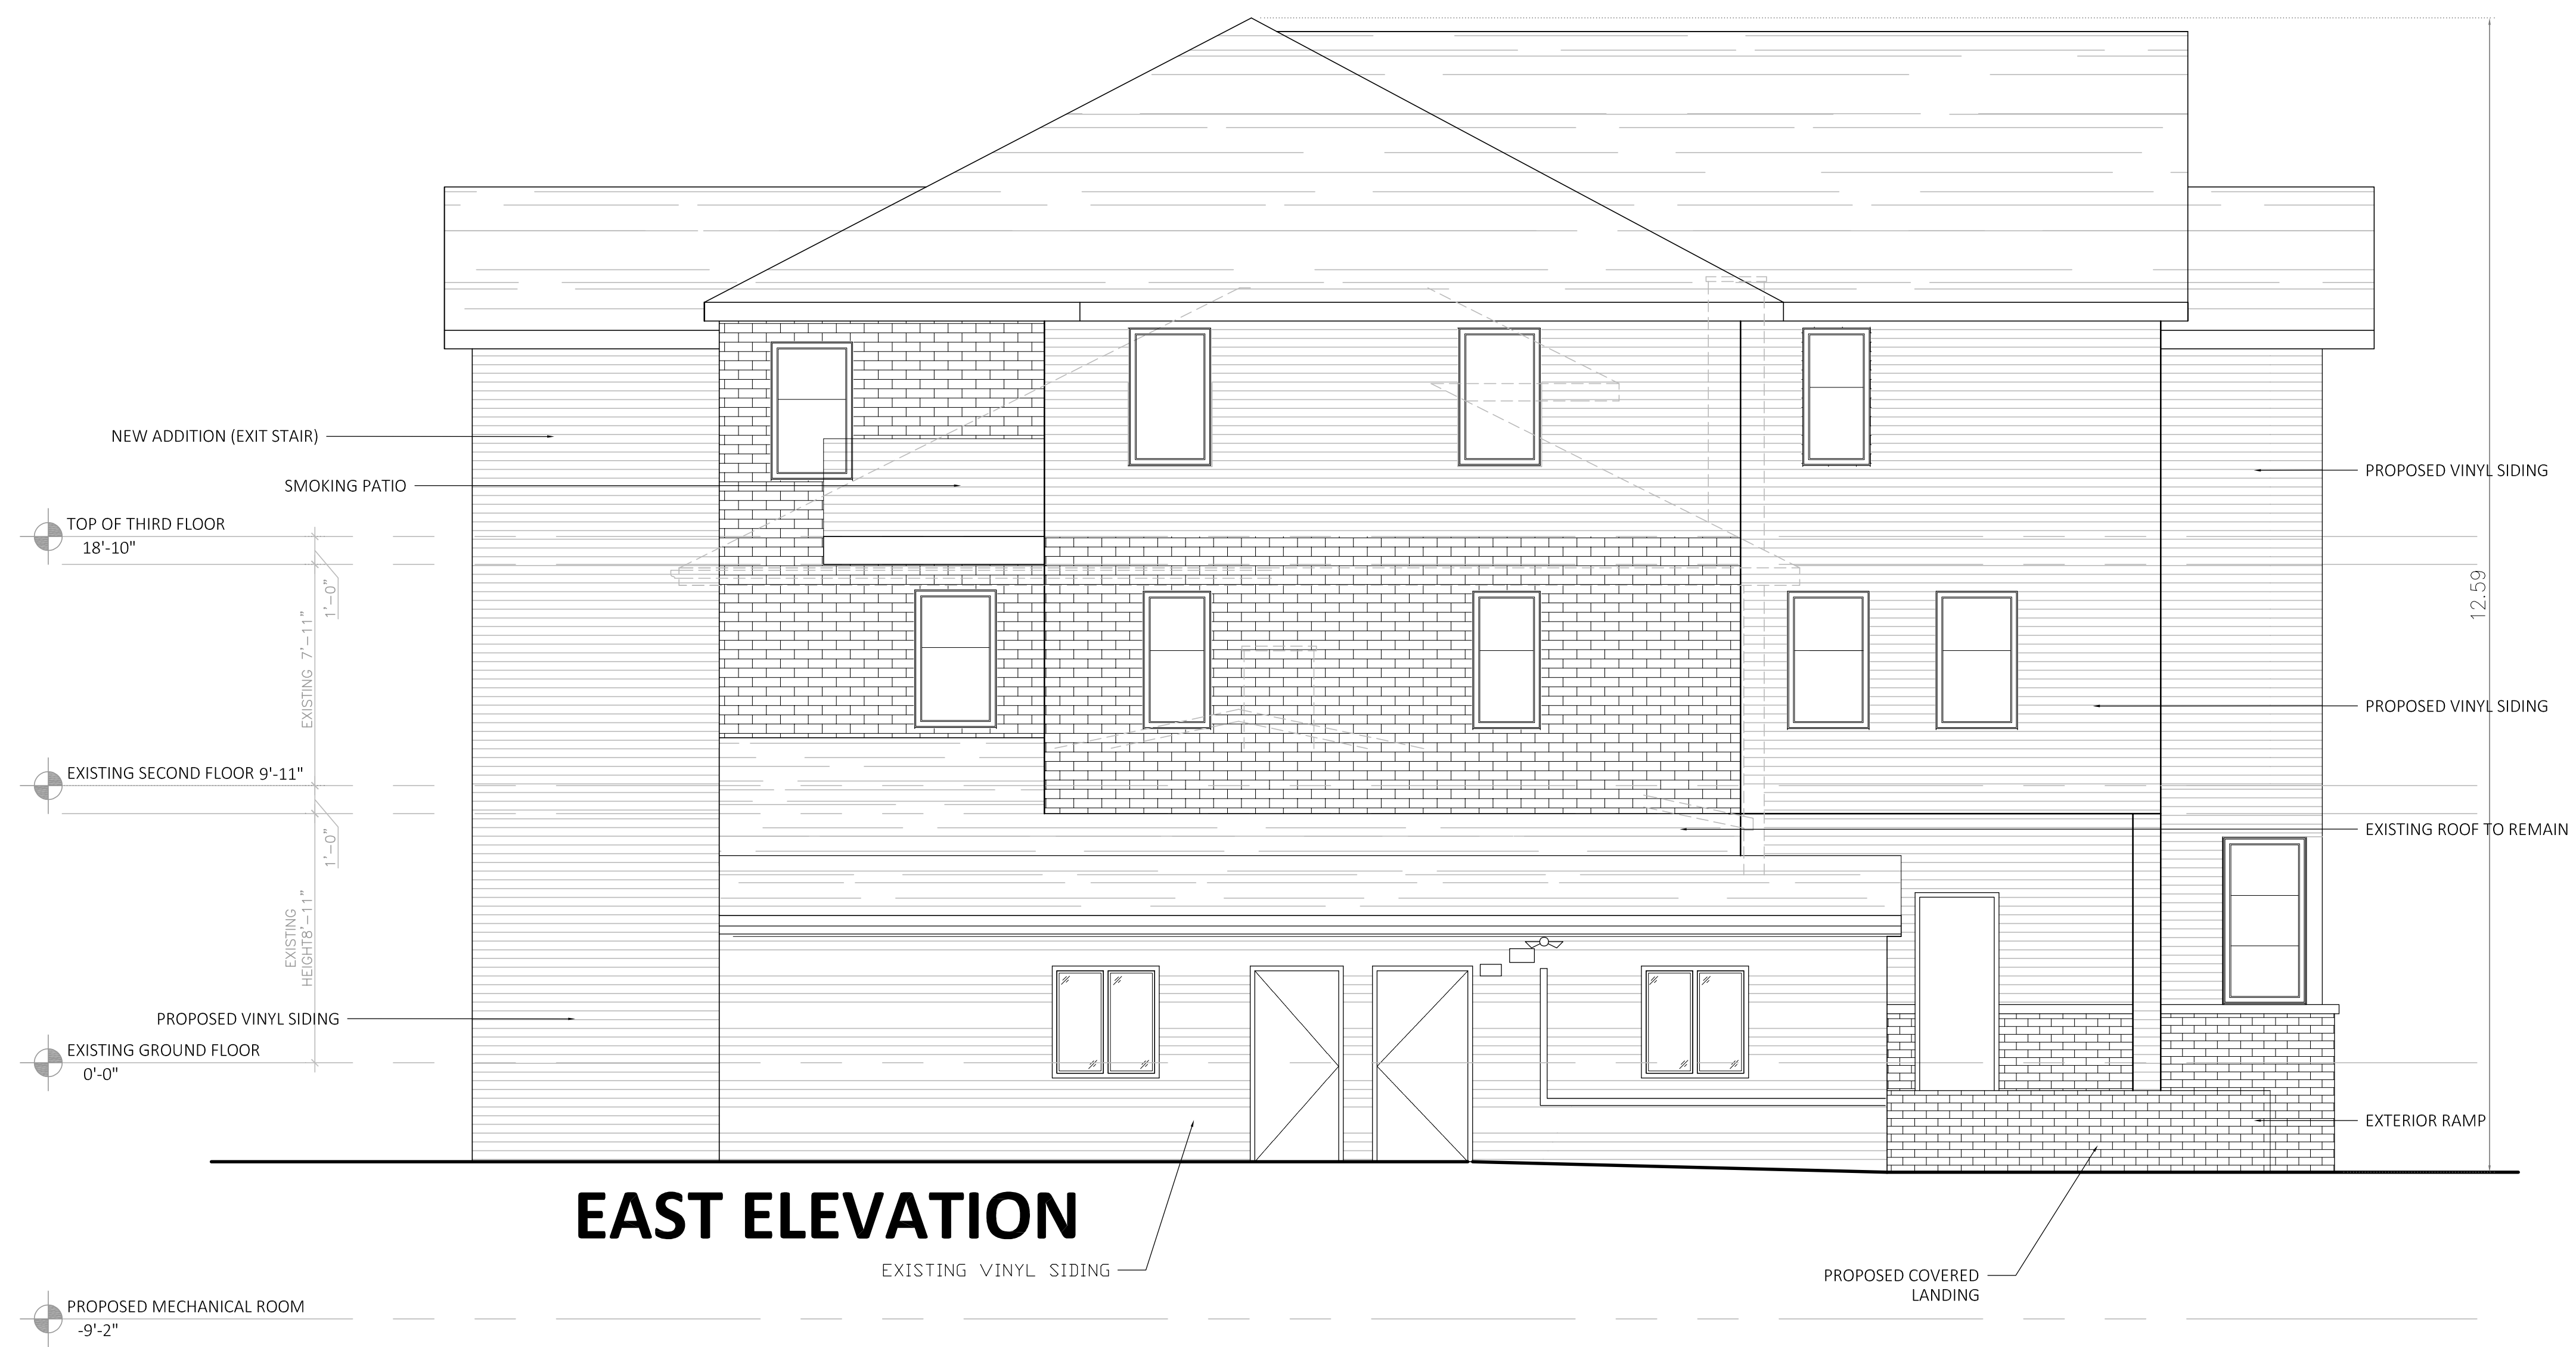 NEW ADDITION (EXIT STAIR)
PROPOSED VINYL SIDING
SMOKING PATIO
TOP OF THIRD FLOOR
18'-10"
1'-0"
EXISTING 7'-11"
12.59
PROPOSED VINYL SIDING
EXISTING SECOND FLOOR 9'-11"
1'-0"
EXISTING ROOF TO REMAIN
EXISTING
HEIGHT8'-11"
PROPOSED VINYL SIDING
EXISTING GROUND FLOOR
0'-0"
EXTERIOR RAMP
EAST ELEVATION
EXISTING VINYL SIDING
PROPOSED COVERED
LANDING
PROPOSED MECHANICAL ROOM
-9'-2"